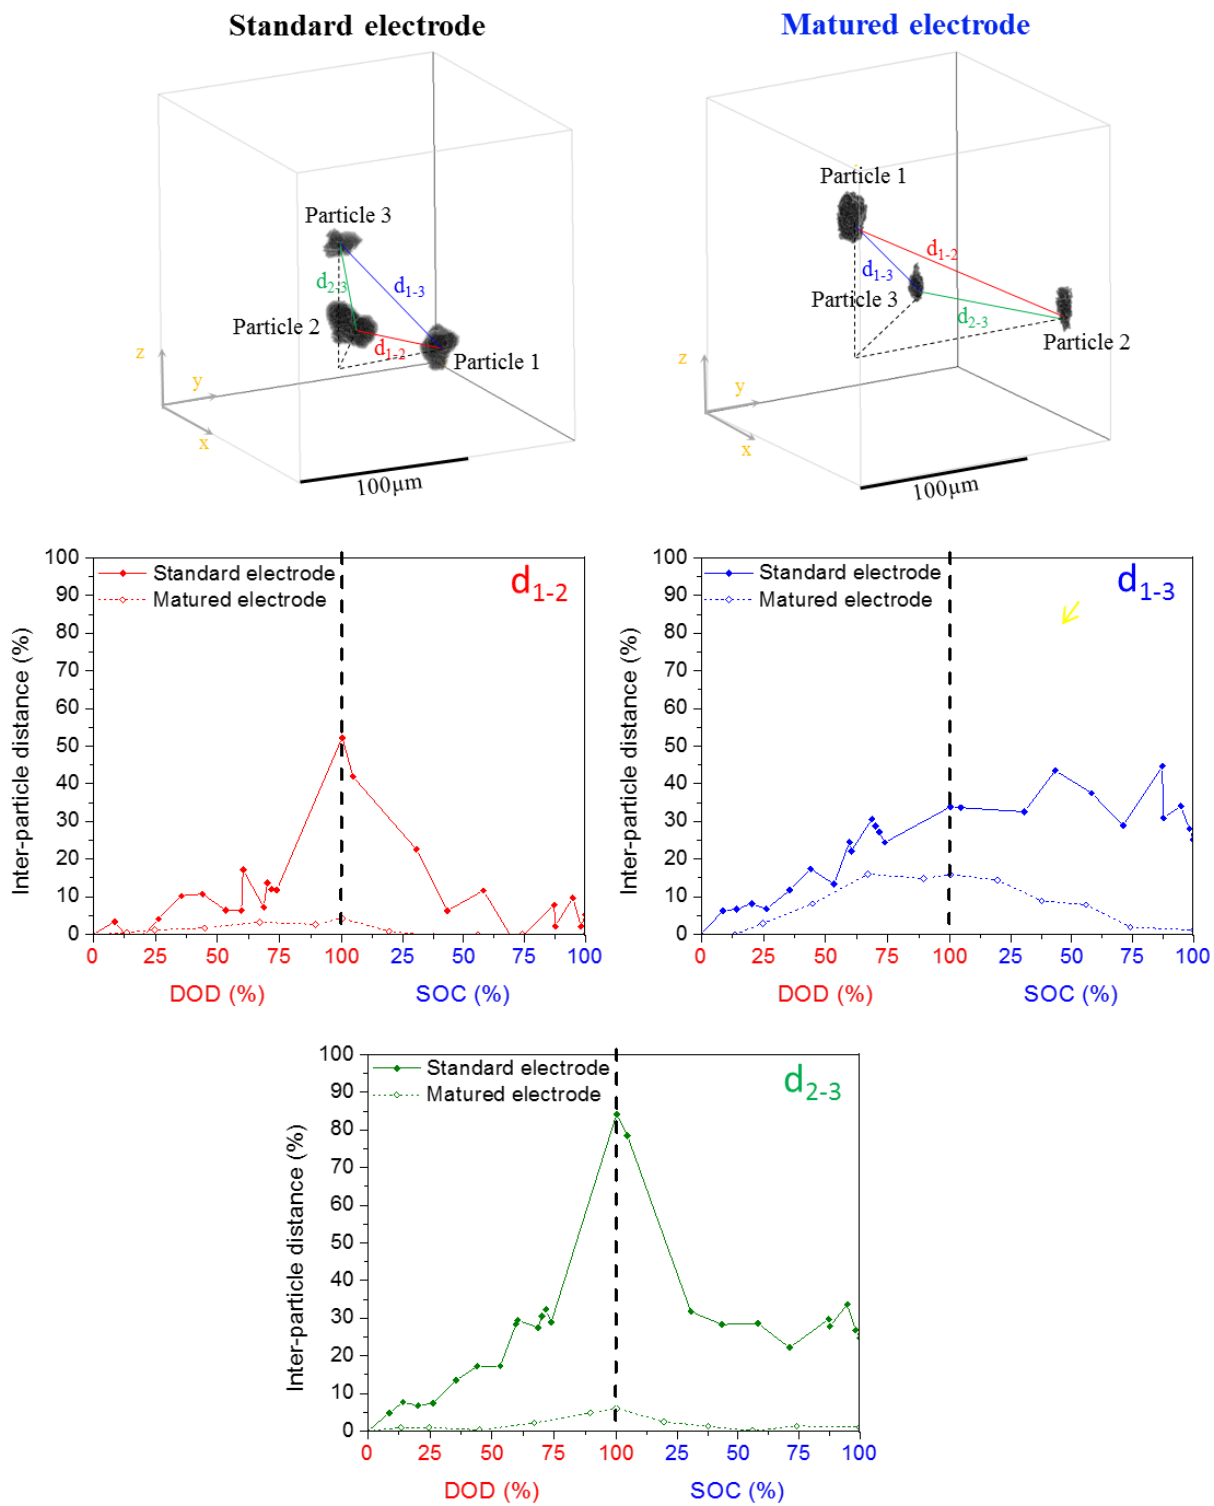 Standard electrode
Matured electrode
Particle 3
d2-3
d1-3
Particle 2
d1-2
Particle 1
z
y
x
100μm
Particle 1
d1-2
d1-3
Particle 3
d2-3
Particle 2
z
y
x
100μm
Inter-particle distance (%)
100
90
80
70
60
50
40
30
20
10
0
Standard electrode
Matured electrode
d1-2
0 25 50 75 100 25 50 75 100
DOD (%) SOC (%)
Inter-particle distance (%)
100
90
80
70
60
50
40
30
20
10
0
Standard electrode
Matured electrode
d1-3
0 25 50 75 100 25 50 75 100
DOD (%) SOC (%)
Inter-particle distance (%)
100
90
80
70
60
50
40
30
20
10
0
Standard electrode
Matured electrode
d2-3
0 25 50 75 100 25 50 75 100
DOD (%) SOC (%)